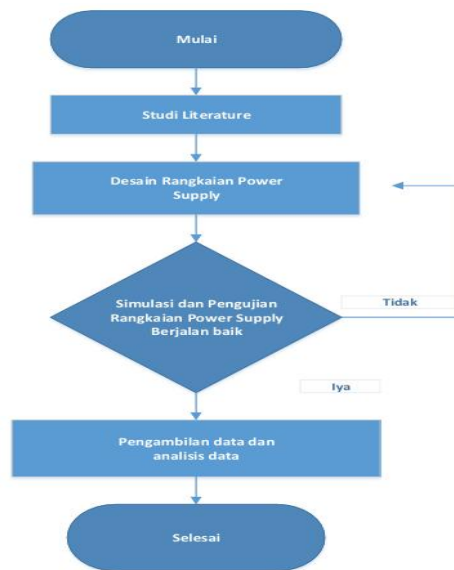 Mulai
Studi Literature
Desain Rangkaian Power
Supply
Simulasi dan Pengujian
Rangkaian Power Supply
Berjalan baik
Tidak
Iya
Pengambilan data dan
analisis data
Selesai